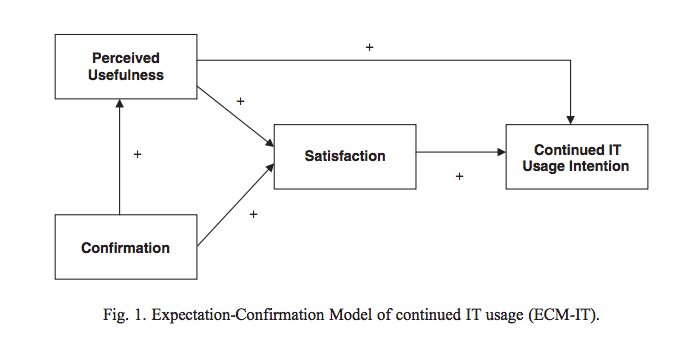 +
Perceived
Usefulness
+
Continued IT
Usage Intention
Satisfaction
+
+
+
Confirmation
Fig. 1. Expectation-Confirmation Model of continued IT usage (ECM-IT).